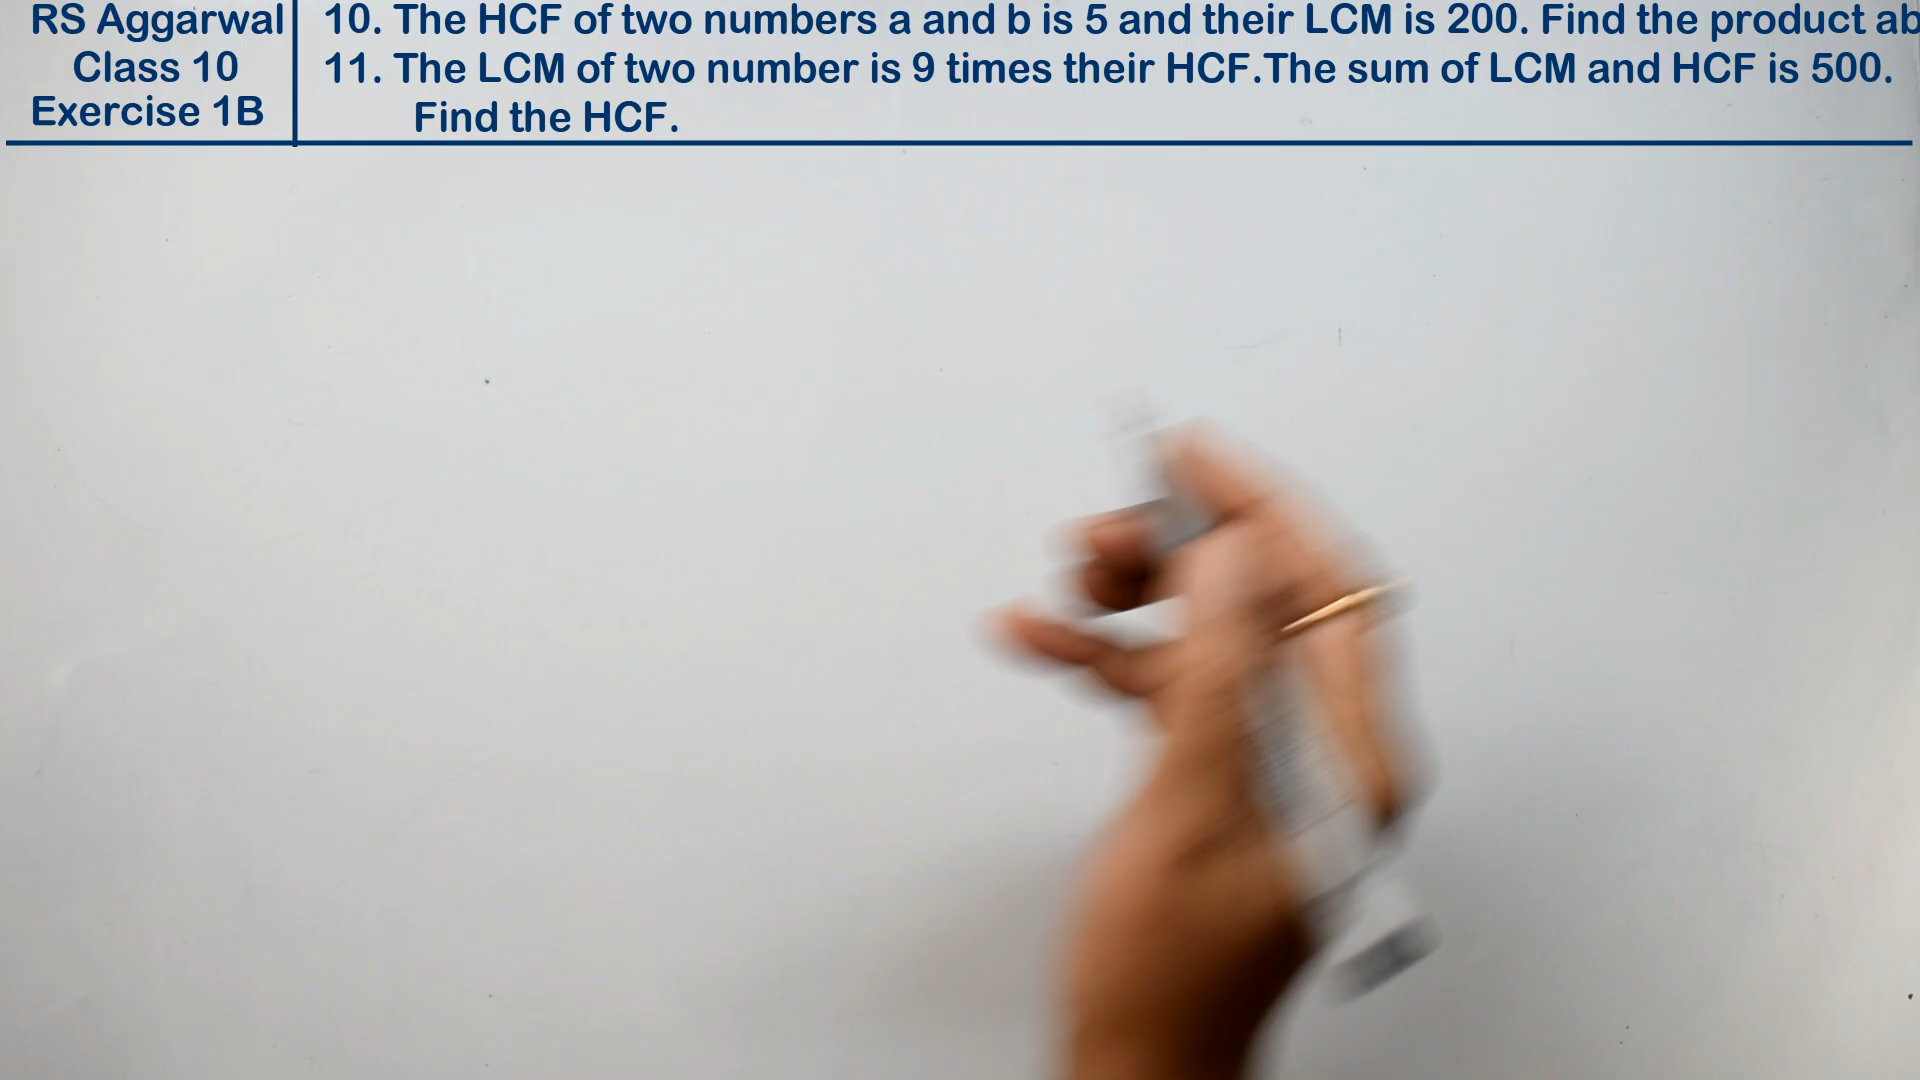 RS Aggarwal
Class 10
Exercise 1B
10. The HCF of two numbers a and b is 5 and their LCM is 200. Find the product ab
11. The LCM of two number is 9 times their HCF.The sum of LCM and HCF is 500.
Find the HCF.